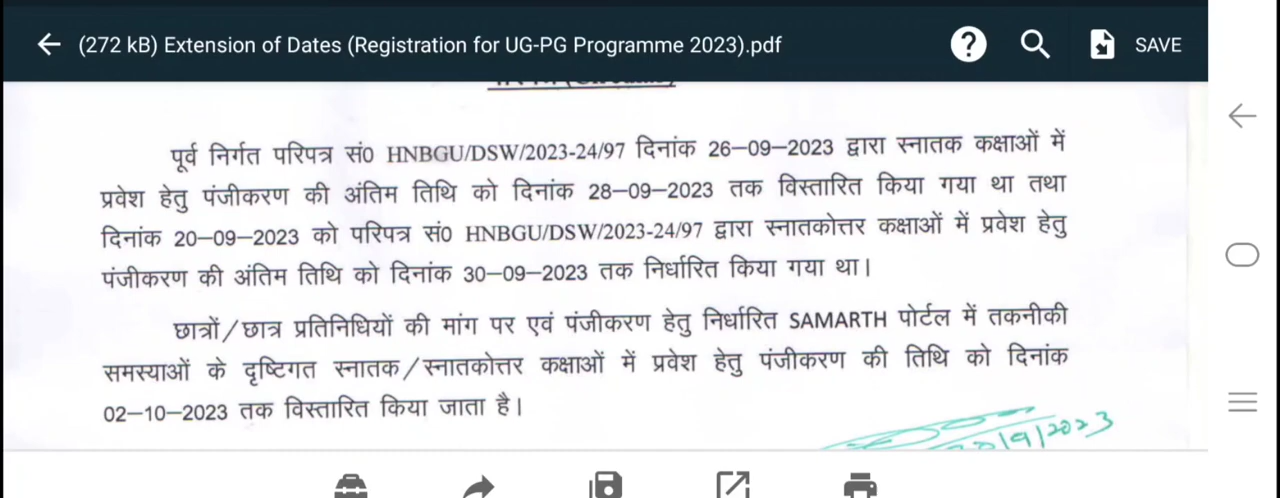 (272 kB) Extension of Dates (Registration for UG-PG Programme 2023).pdf
? SAVE
पूर्व निर्गत परिपत्र सं0 HNBGU/DSW/2023-24/97 दिनांक 26–09–2023 द्वारा स्नातक कक्षाओं में
प्रवेश हेतु पंजीकरण की अंतिम तिथि को दिनांक 28–09–2023 तक विस्तारित किया गया था तथा
दिनांक 20–09–2023 को परिपत्र सं0 HNBGU/DSW/2023-24/97 द्वारा स्नातकोत्तर कक्षाओं में प्रवेश हेतु
पंजीकरण की अंतिम तिथि को दिनांक 30–09–2023 तक निर्धारित किया गया था।
छात्रों/छात्र प्रतिनिधियों की मांग पर एवं पंजीकरण हेतु निर्धारित SAMARTH पोर्टल में तकनीकी
समस्याओं के दृष्टिगत स्नातक/स्नातकोत्तर कक्षाओं में प्रवेश हेतु पंजीकरण की तिथि को दिनांक
02–10–2023 तक विस्तारित किया जाता है।